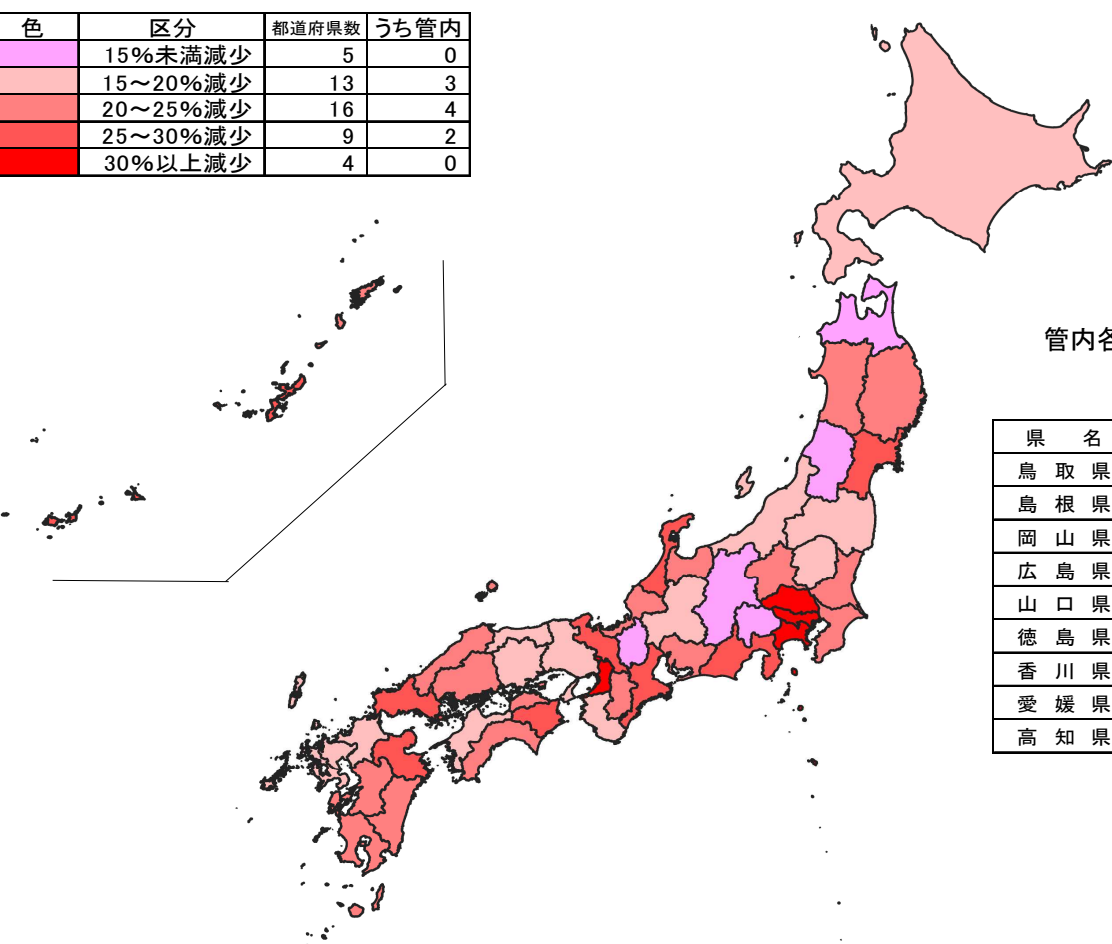 色 区分 都道府県数 うち管内
15%未満減少 5 0
15～20%減少 13 3
20～25%減少 16 4
25～30%減少 9 2
30%以上減少 4 0
管内各
県 名
鳥取県
島根県
岡山県
広島県
山口県
徳島県
香川県
愛媛県
高知県